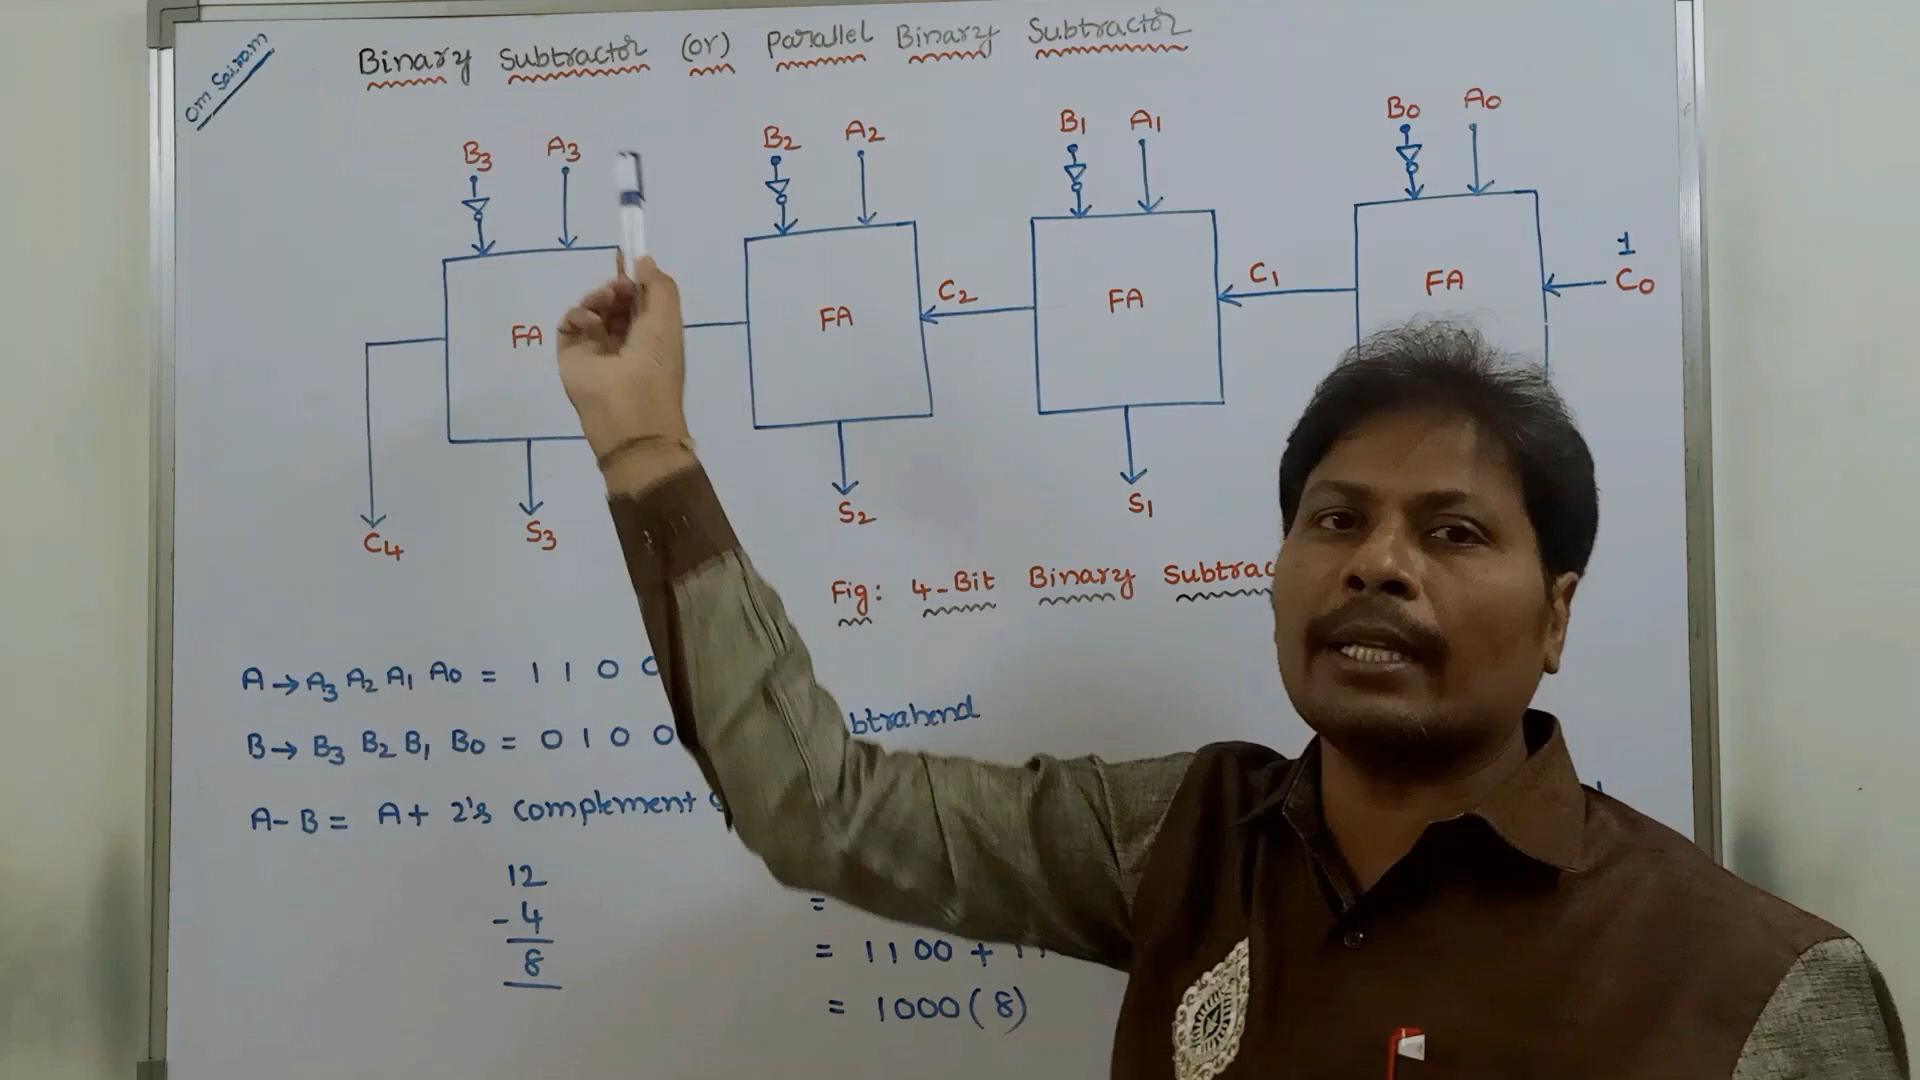 Om Sairam
Binary Subtractor (or) Parallel Binary Subtractor
B3 A3 B2 A2 B1 A1 B0 A0
1
FA FA C2 FA C1 FA C0
C4 S3 S2 S1
Fig: 4-Bit Binary Subtrac
A → A3 A2 A1 A0 = 1 1 0 0
B → B3 B2 B1 B0 = 0 1 0 0 btrahend
A - B = A + 2's complement
12
- 4 =
8 = 1100 + 11
= 1000 (8)